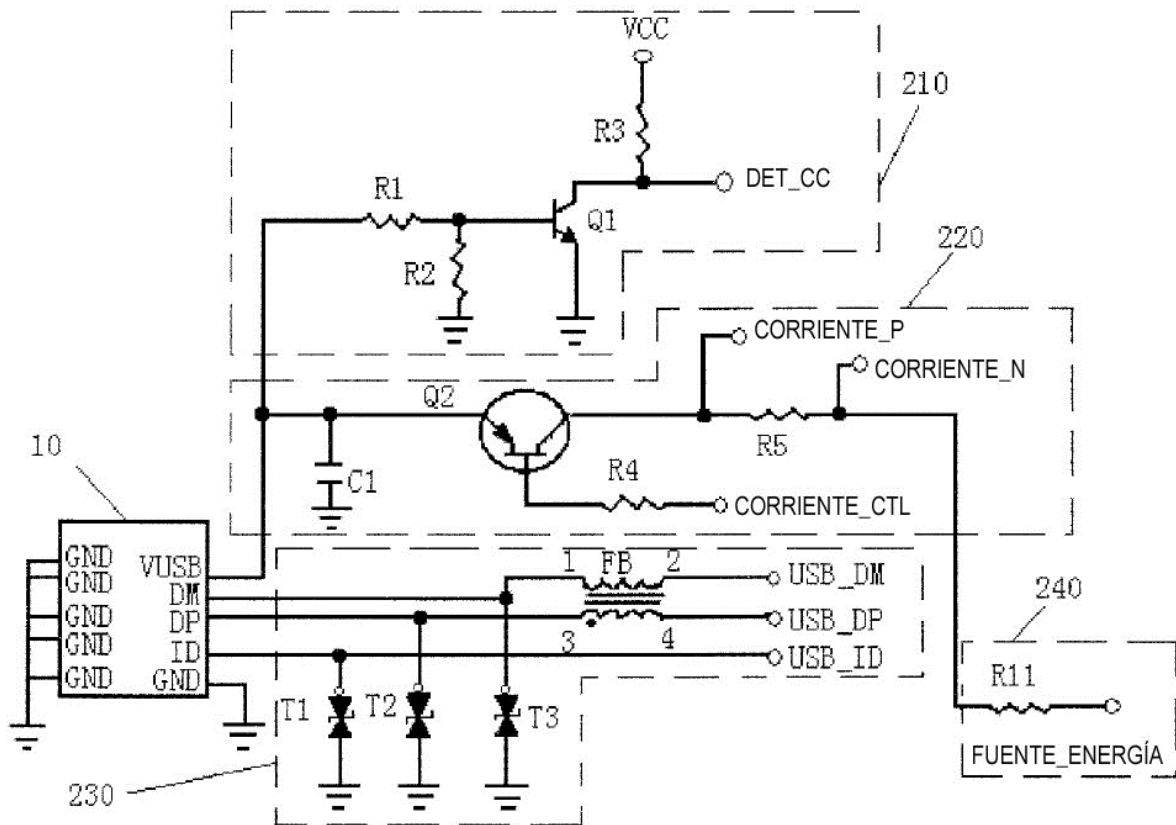 VCC
210
R3
DET_CC
R1
Q1
R2
220
CORRIENTE_P
CORRIENTE_N
Q2
R5
10
C1
R4
CORRIENTE_CTL
GND
GND
GND
GND
GND
VUSB
DM
DP
ID
GND
1 FB 2
USB_DM
USB_DP
3 4
USB_ID
240
R11
T1
T2
T3
FUENTE_ENERGÍA
230